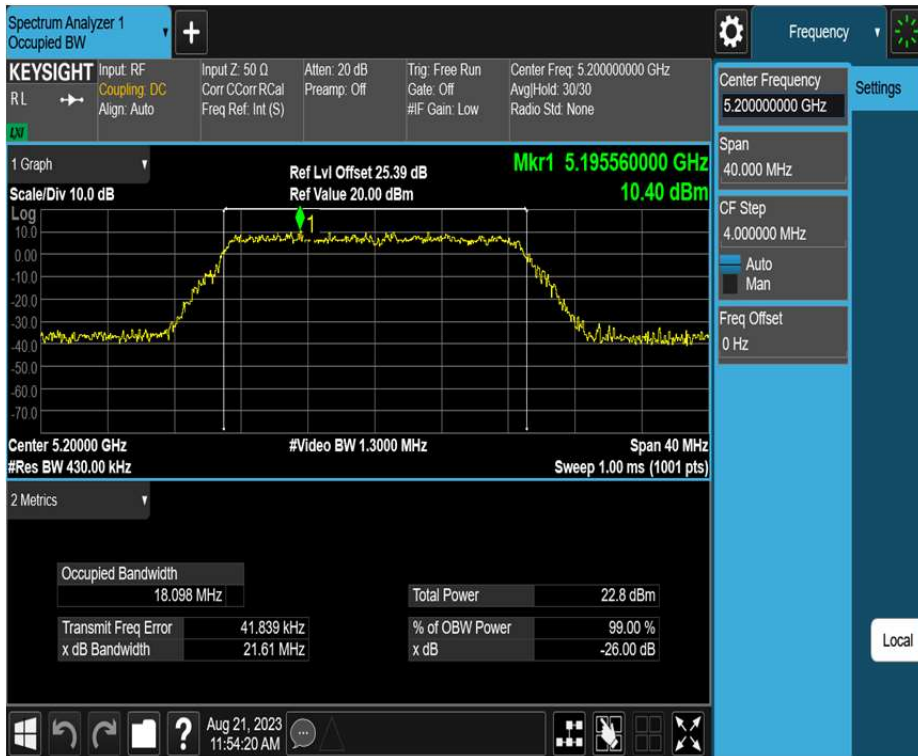 Spectrum Analyzer 1
Occupied BW
+
Frequency
KEYSIGHT
RL
LXI
Input: RF
Coupling: DC
Align: Auto
Input Z: 50 Ω
Corr CCorr RCal
Freq Ref: Int (S)
Atten: 20 dB
Preamp: Off
Trig: Free Run
Gate: Off
#IF Gain: Low
Center Freq: 5.200000000 GHz
Avg|Hold: 30/30
Radio Std: None
Center Frequency
5.200000000 GHz
Settings
Span
40.000 MHz
CF Step
4.000000 MHz
Auto
Man
Freq Offset
0 Hz
1 Graph
Scale/Div 10.0 dB
Ref Lvl Offset 25.39 dB
Ref Value 20.00 dBm
Mkr1 5.195560000 GHz
10.40 dBm
Log
10.0
0.00
-10.0
-20.0
-30.0
-40.0
-50.0
-60.0
-70.0
1
Center 5.20000 GHz
#Res BW 430.00 kHz
#Video BW 1.3000 MHz
Span 40 MHz
Sweep 1.00 ms (1001 pts)
2 Metrics
Occupied Bandwidth
18.098 MHz
Total Power 22.8 dBm
Transmit Freq Error 41.839 kHz
% of OBW Power 99.00 %
x dB Bandwidth 21.61 MHz
x dB -26.00 dB
Local
?
Aug 21, 2023
11:54:20 AM